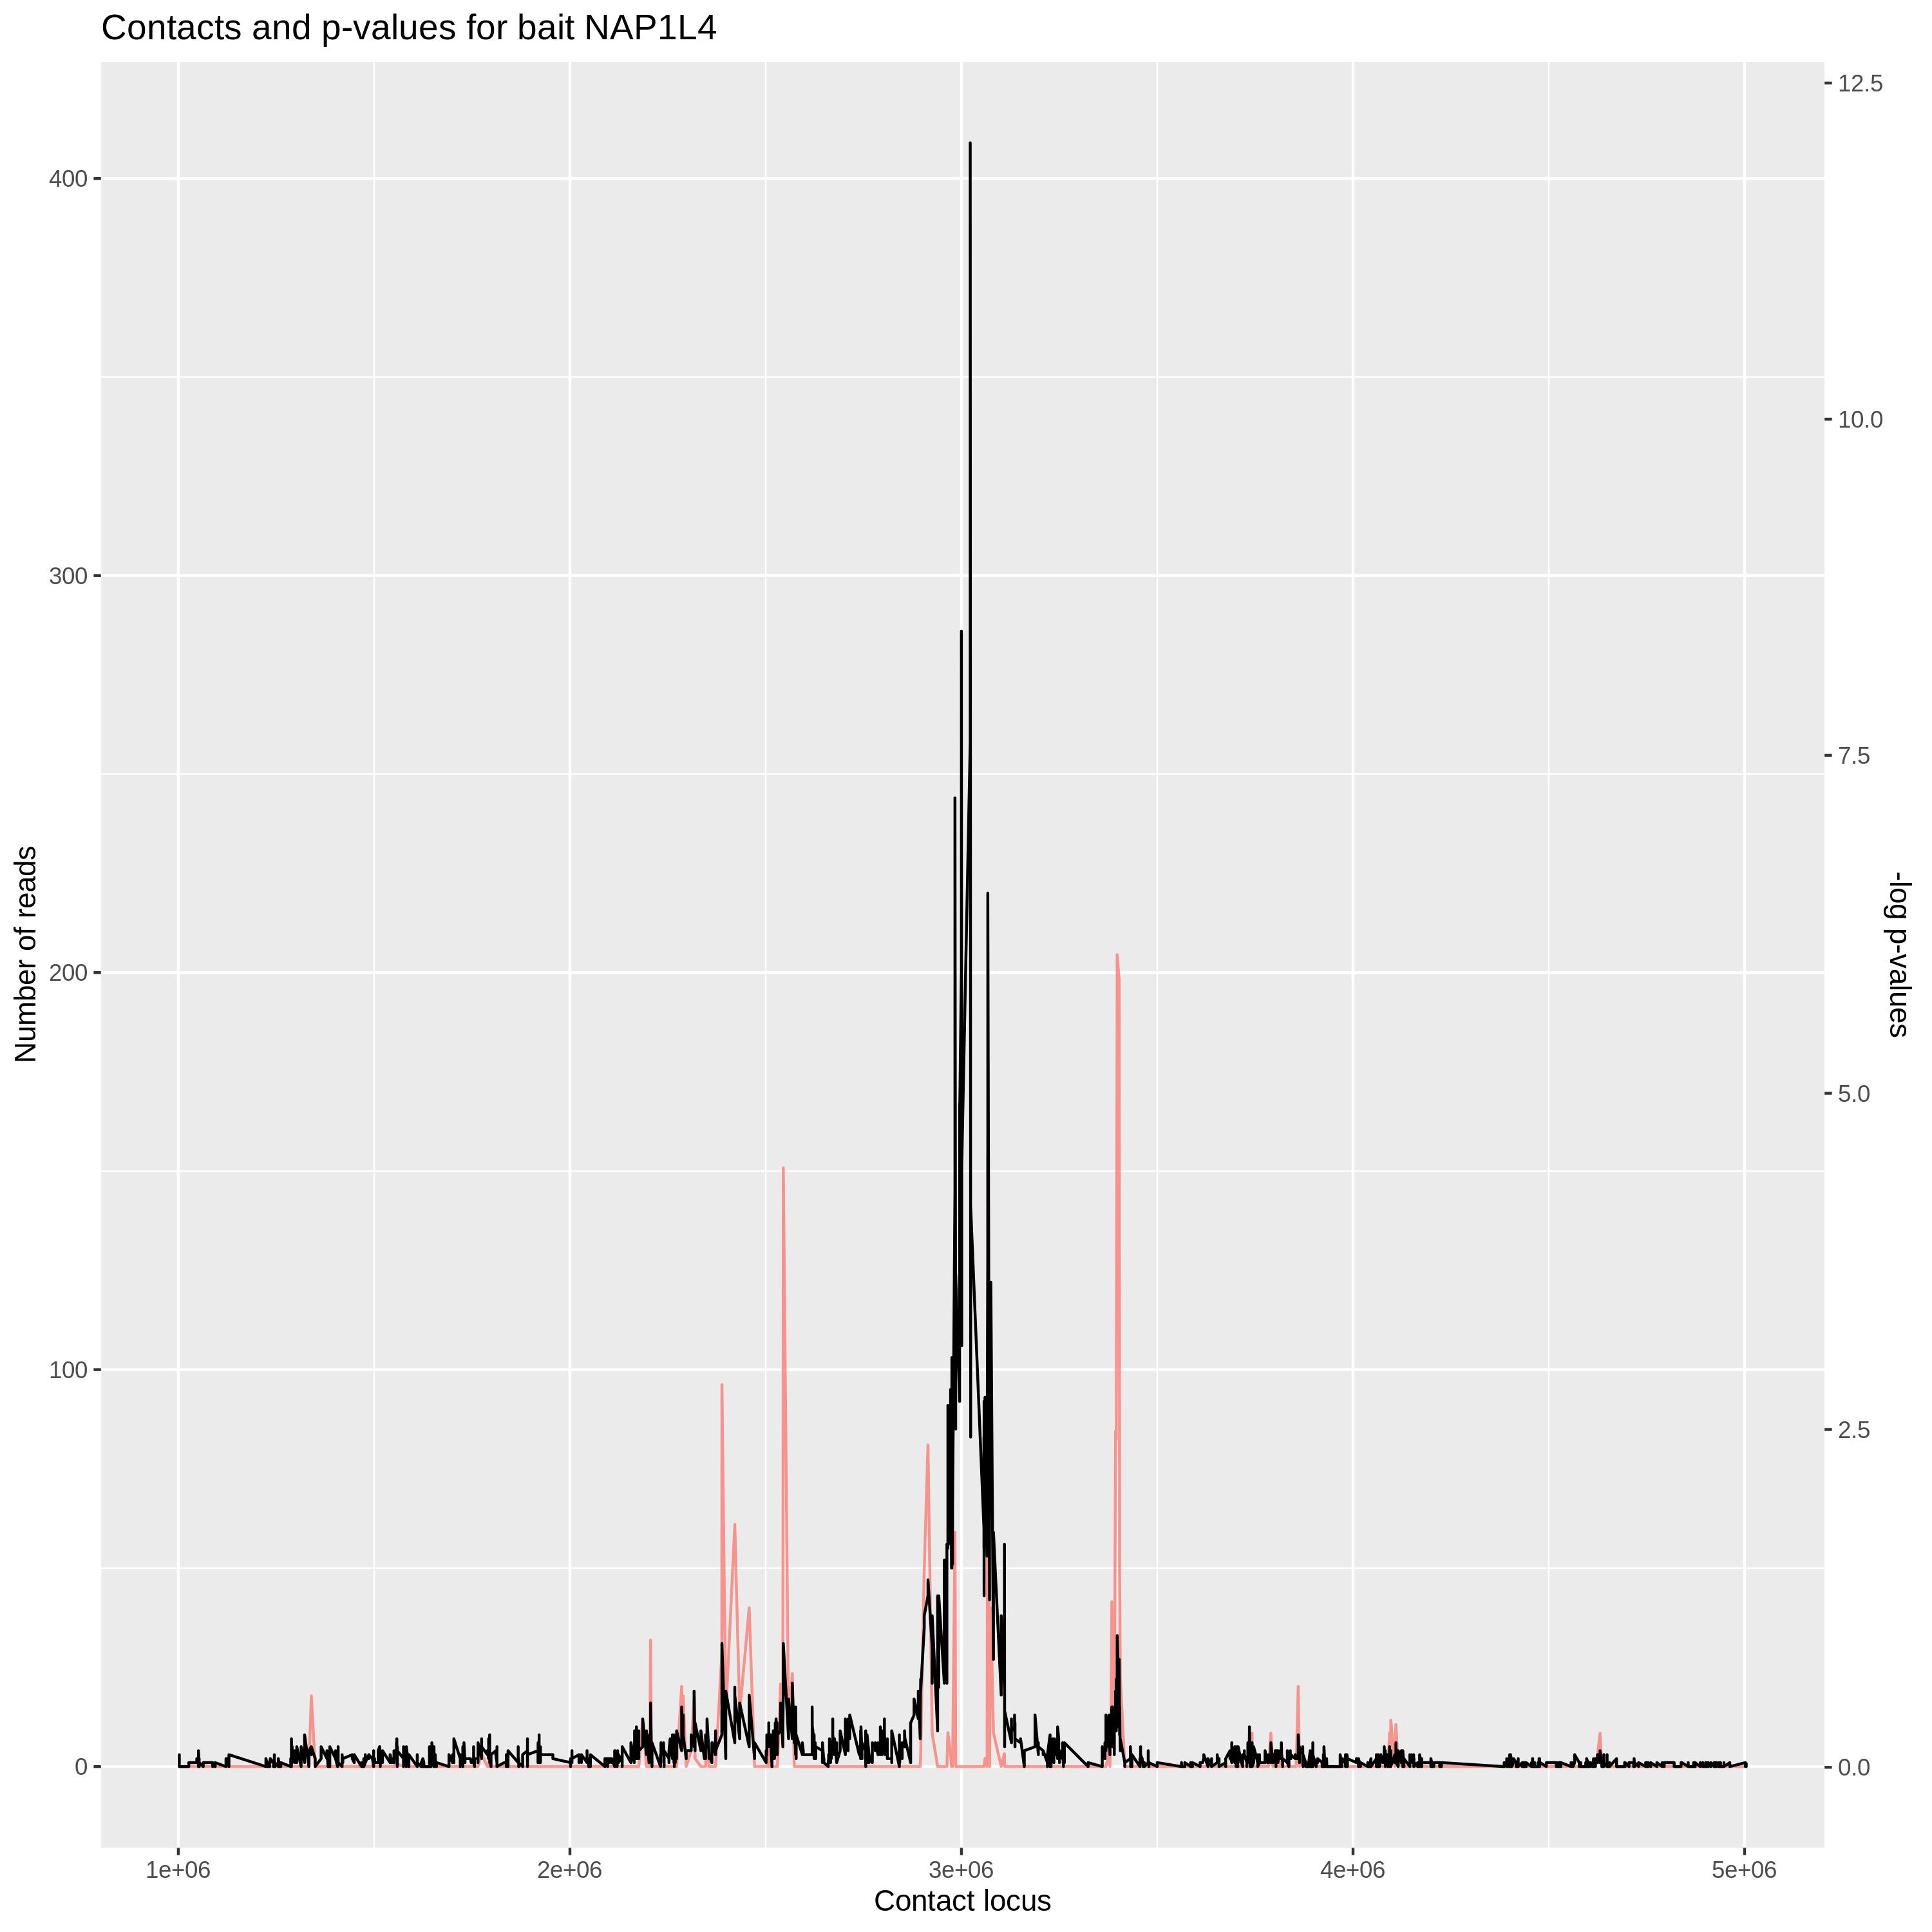 Contacts and p-values for bait NAP1L4
12.5
400
10.0
300
7.5
Number of reads
-log p-values
200
5.0
100
2.5
0
0.0
1e+06
2e+06
3e+06
4e+06
5e+06
Contact locus